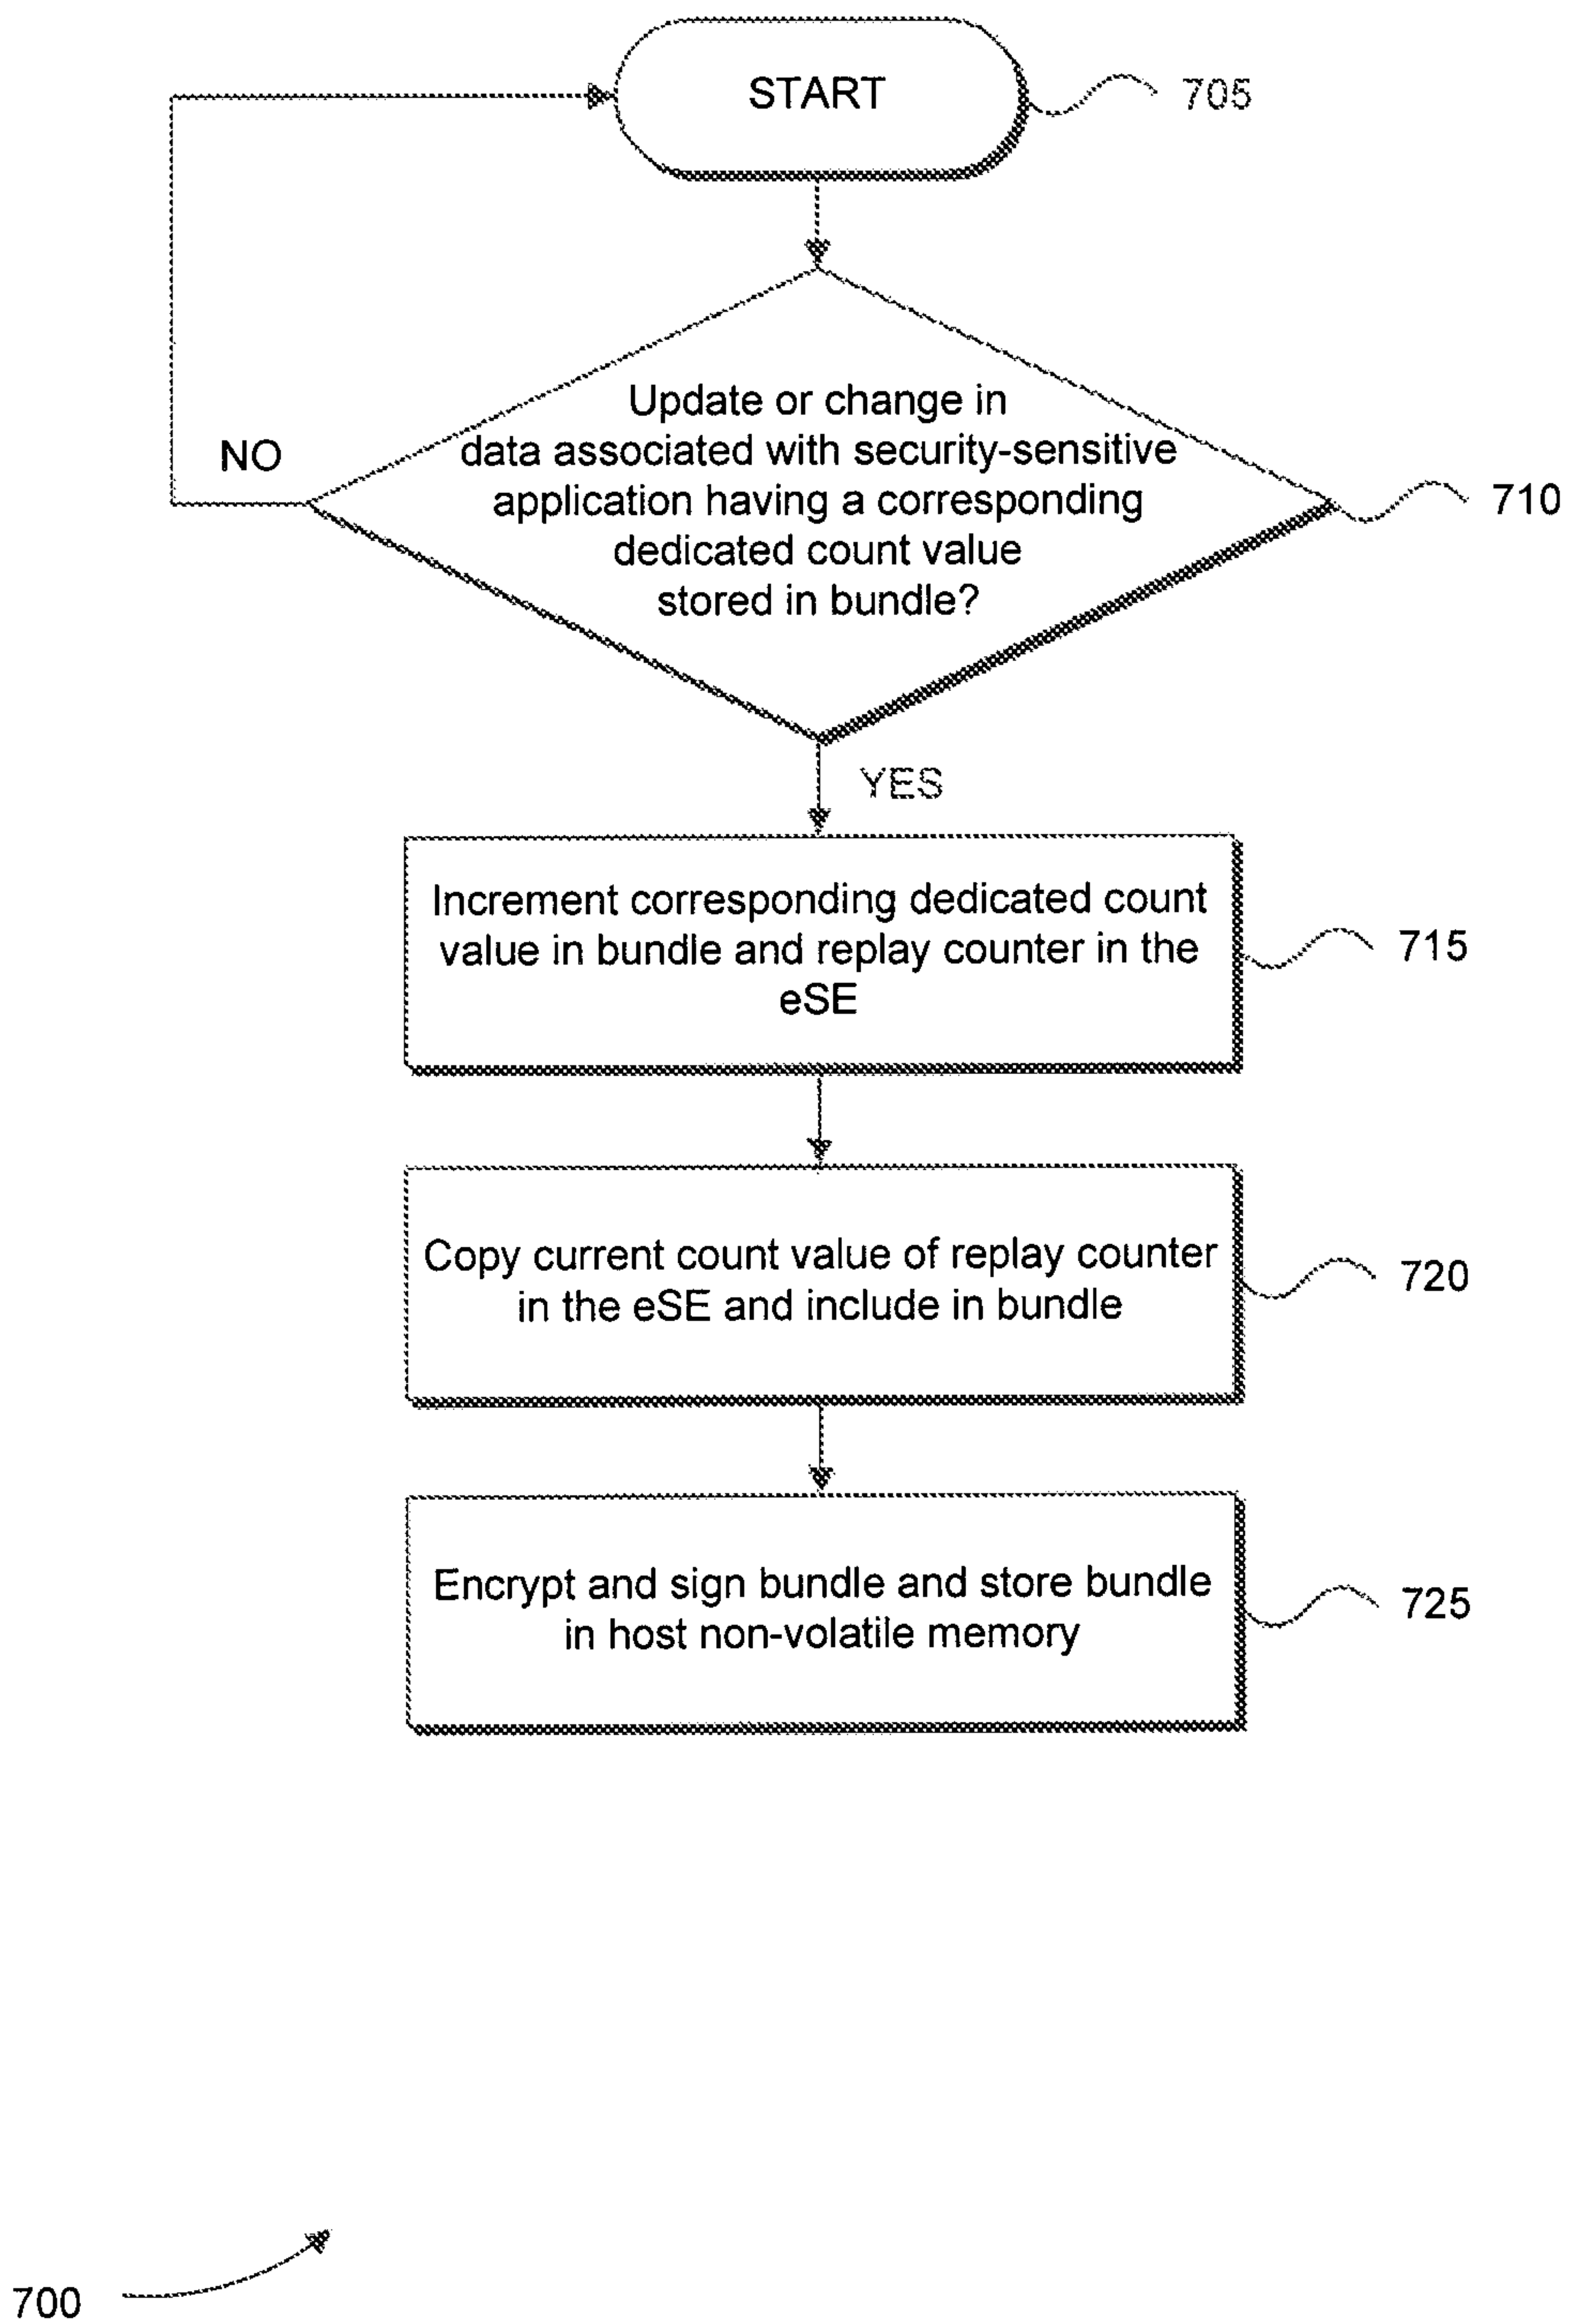 START
705
NO
Update or change in
data associated with security-sensitive
application having a corresponding
dedicated count value
stored in bundle?
710
YES
Increment corresponding dedicated count
value in bundle and replay counter in the
eSE
715
Copy current count value of replay counter
in the eSE and include in bundle
720
Encrypt and sign bundle and store bundle
in host non-volatile memory
725
700